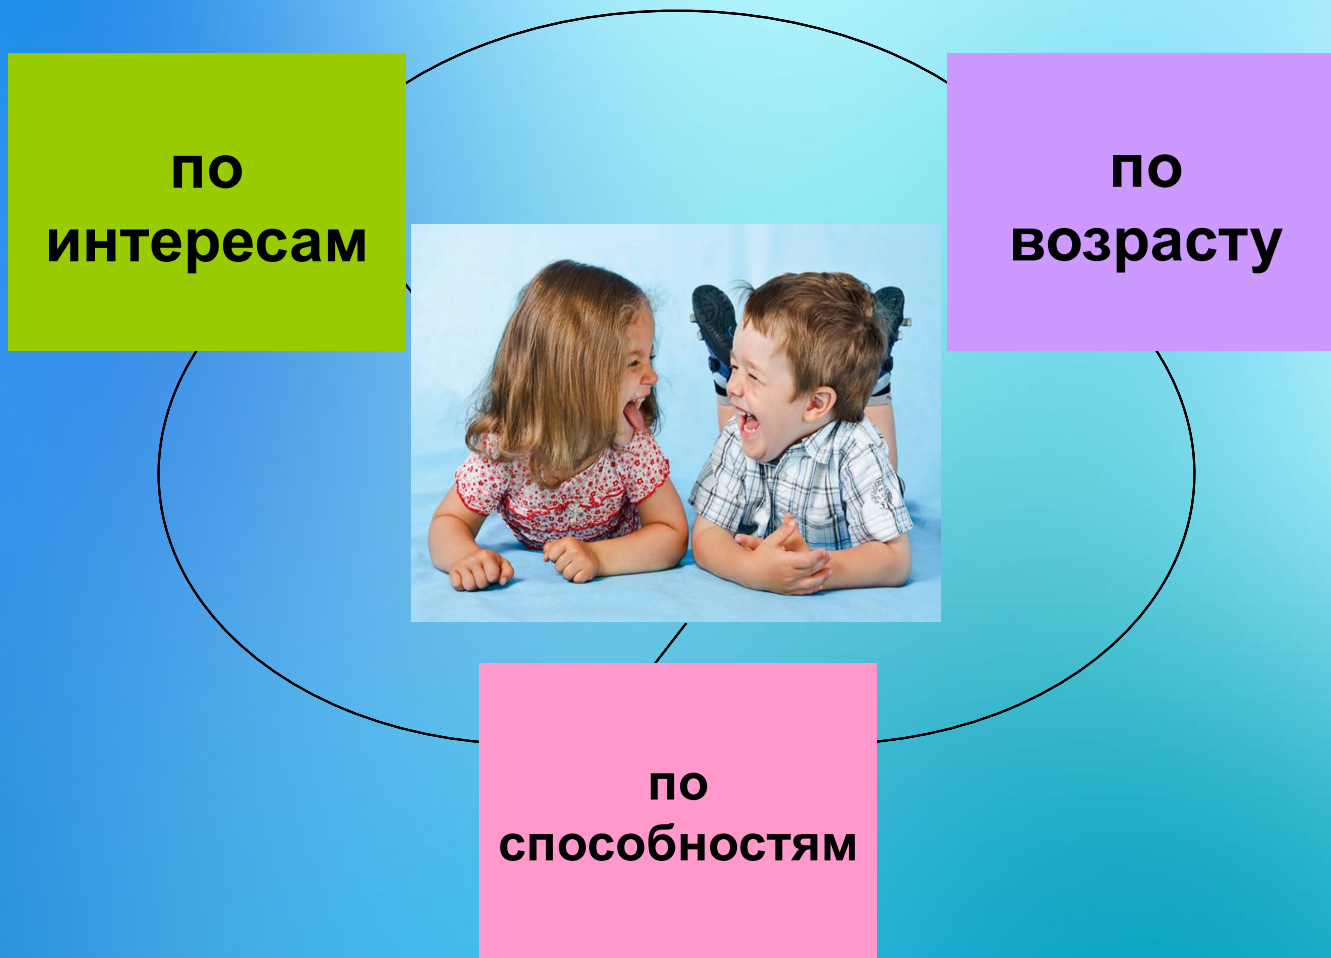 по
интересам
по
возрасту
по
способностям